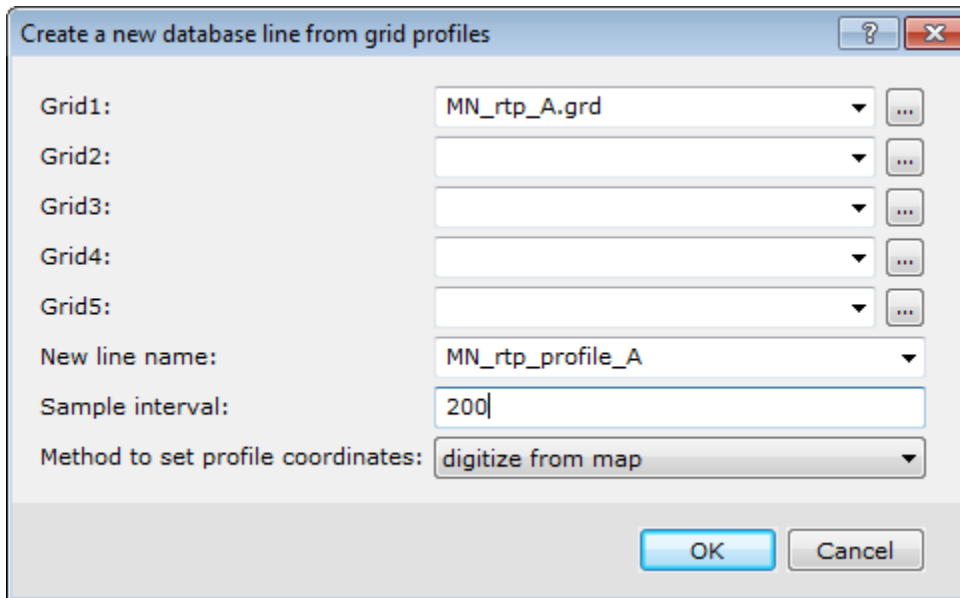 Create a new database line from grid profiles
Grid1: MN_rtp_A.grd ...
Grid2: ...
Grid3: ...
Grid4: ...
Grid5: ...
New line name: MN_rtp_profile_A
Sample interval: 200
Method to set profile coordinates: digitize from map
OK Cancel